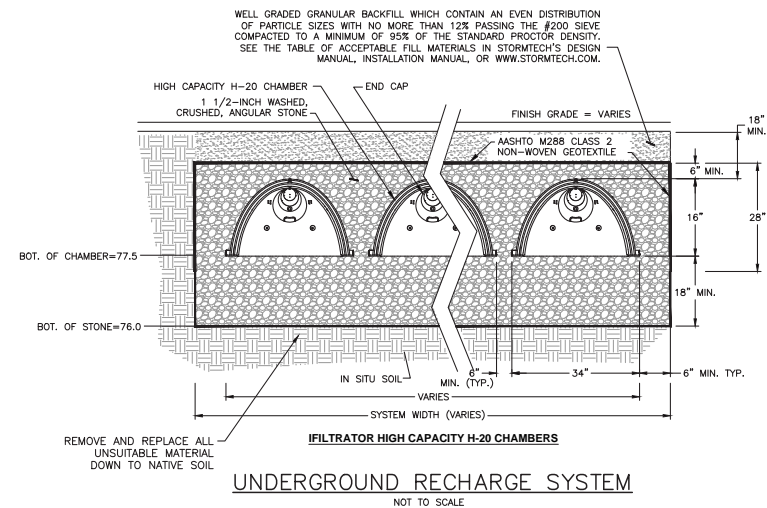 WELL GRADED GRANULAR BACKFILL WHICH CONTAIN AN EVEN DISTRIBUTION
OF PARTICLE SIZES WITH NO MORE THAN 12% PASSING THE #200 SIEVE
COMPACTED TO A MINIMUM OF 95% OF THE STANDARD PROCTOR DENSITY.
SEE THE TABLE OF ACCEPTABLE FILL MATERIALS IN STORMTECH'S DESIGN
MANUAL, INSTALLATION MANUAL, OR WWW.STORMTECH.COM.
HIGH CAPACITY H-20 CHAMBER
END CAP
1 1/2-INCH WASHED,
CRUSHED, ANGULAR STONE
FINISH GRADE = VARIES
18"
MIN.
AASHTO M288 CLASS 2
NON-WOVEN GEOTEXTILE
6" MIN.
16"
28"
BOT. OF CHAMBER=77.5
18" MIN.
BOT. OF STONE=76.0
IN SITU SOIL
6"
MIN. (TYP.)
34"
6" MIN. TYP.
VARIES
SYSTEM WIDTH (VARIES)
REMOVE AND REPLACE ALL
UNSUITABLE MATERIAL
DOWN TO NATIVE SOIL
IFILTRATOR HIGH CAPACITY H-20 CHAMBERS
UNDERGROUND RECHARGE SYSTEM
NOT TO SCALE